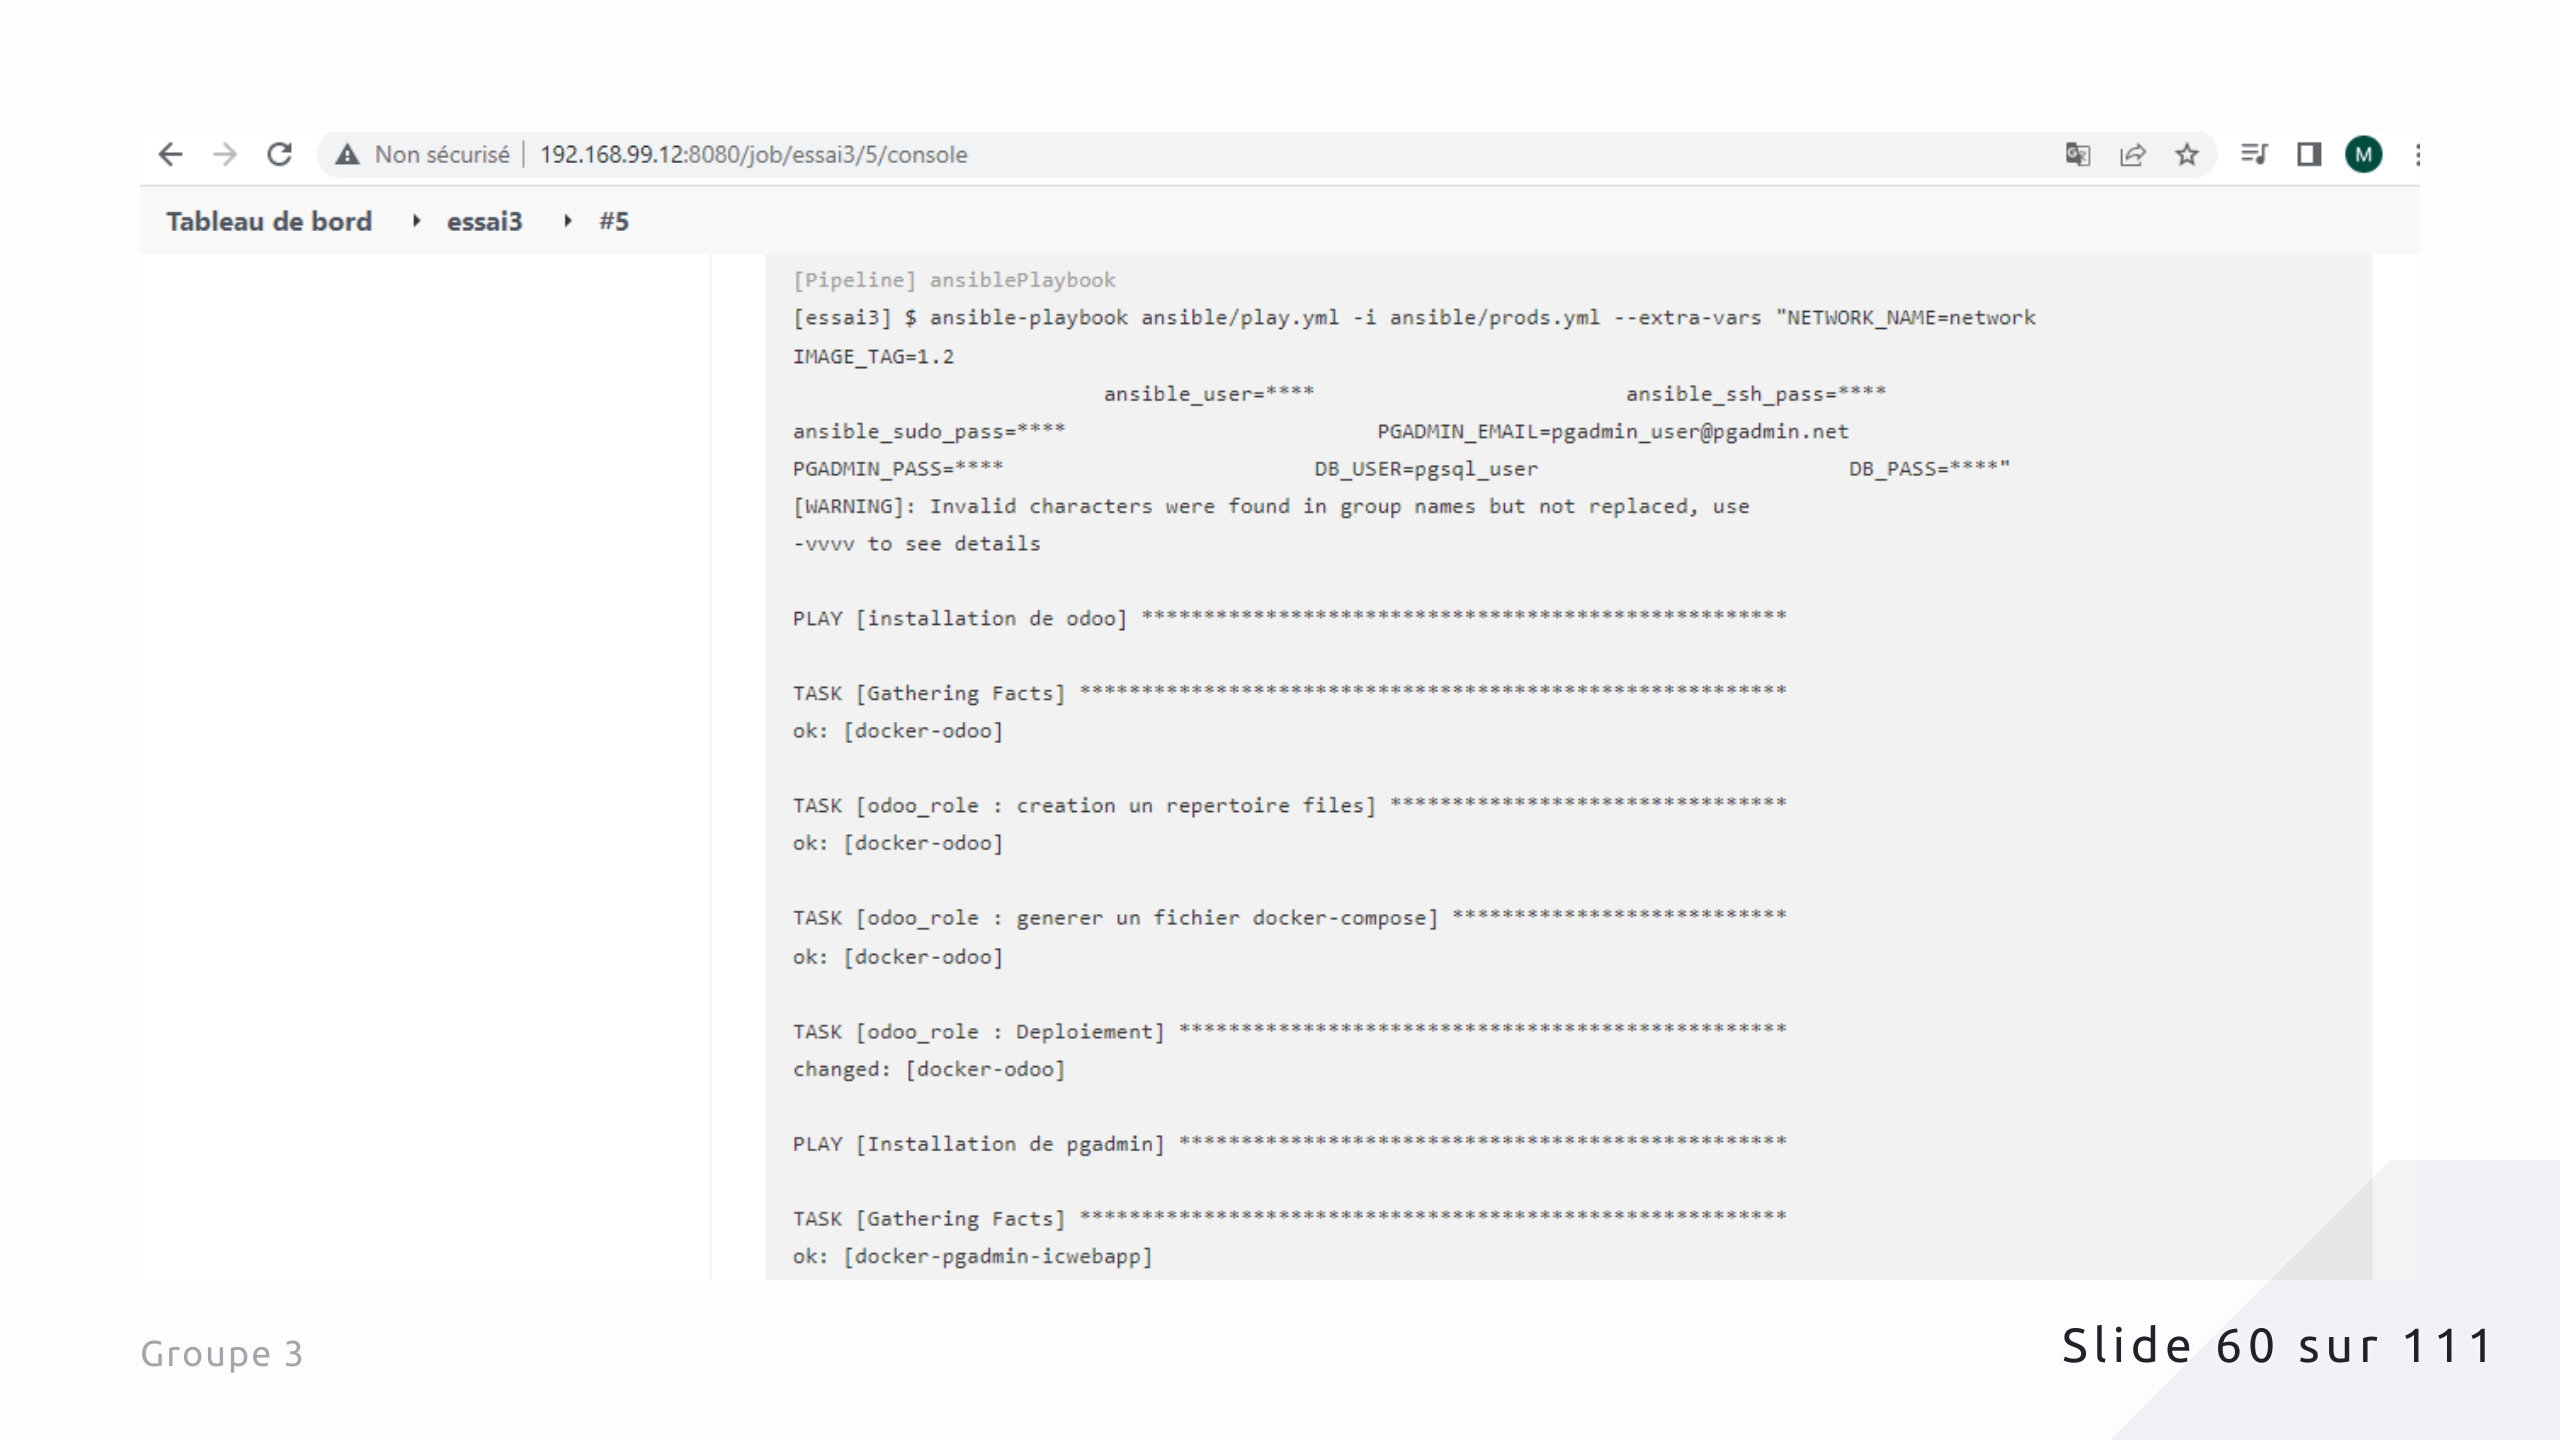 Non sécurisé | 192.168.99.12:8080/job/essai3/5/console
M
Tableau de bord essai3 #5
[Pipeline] ansiblePlaybook
[essai3] $ ansible-playbook ansible/play.yml -i ansible/prods.yml --extra-vars "NETWORK_NAME=network
IMAGE_TAG=1.2
ansible_user=**** ansible_ssh_pass=****
ansible_sudo_pass=**** PGADMIN_EMAIL=pgadmin_user@pgadmin.net
PGADMIN_PASS=**** DB_USER=pgsql_user DB_PASS=****"
[WARNING]: Invalid characters were found in group names but not replaced, use
-vvvv to see details
PLAY [installation de odoo] ****************************************************
TASK [Gathering Facts] *********************************************************
ok: [docker-odoo]
TASK [odoo_role : creation un repertoire files] ********************************
ok: [docker-odoo]
TASK [odoo_role : generer un fichier docker-compose] ***************************
ok: [docker-odoo]
TASK [odoo_role : Deploiement] *************************************************
changed: [docker-odoo]
PLAY [Installation de pgadmin] *************************************************
TASK [Gathering Facts] *********************************************************
ok: [docker-pgadmin-icwebapp]
Groupe 3
Slide 60 sur 111